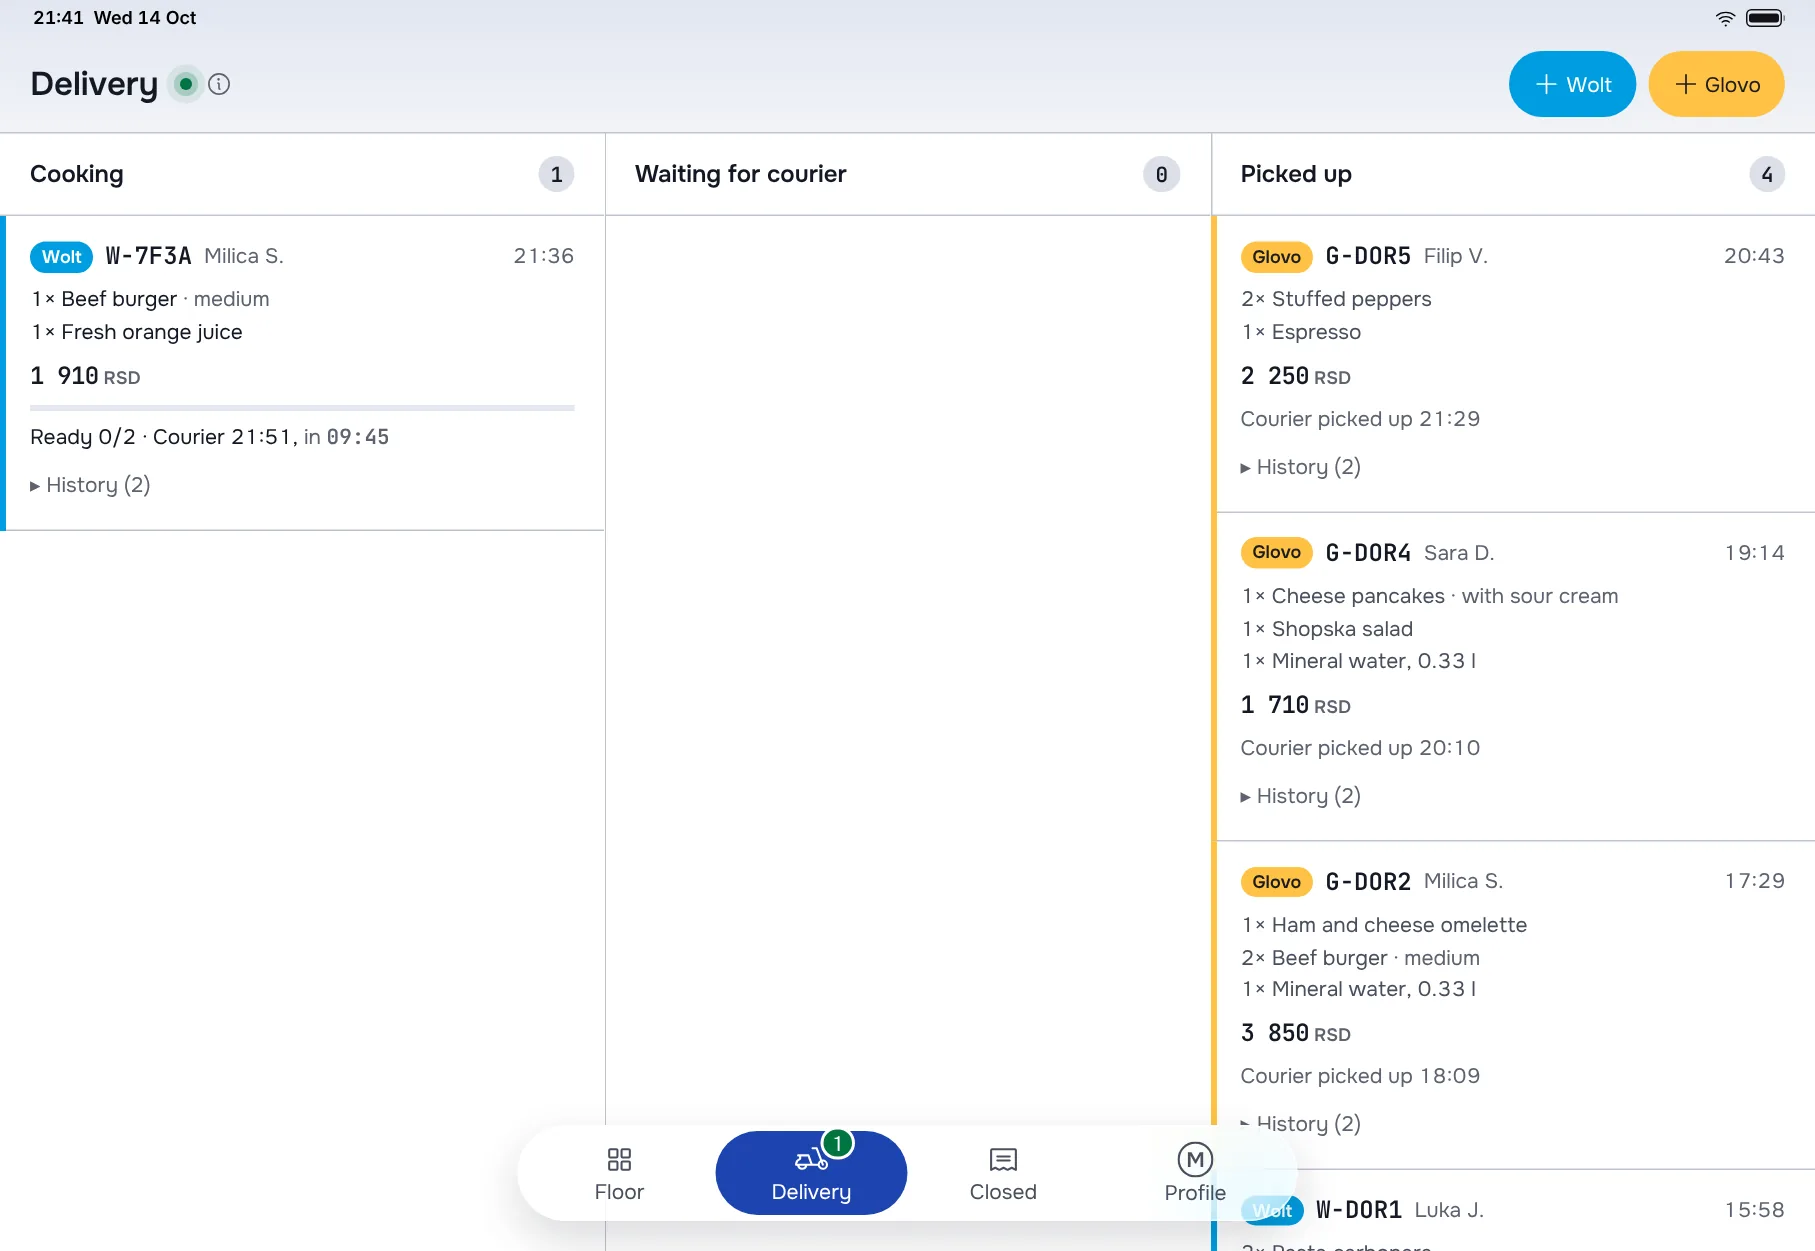 21:41 Wed 14 Oct
Delivery
+ Wolt
+ Glovo
Cooking 1
Wolt W-7F3A Milica S. 21:36
1× Beef burger · medium
1× Fresh orange juice
1 910 RSD
Ready 0/2 · Courier 21:51, in 09:45
▸ History (2)
Waiting for courier 0
Picked up 4
Glovo G-DOR5 Filip V. 20:43
2× Stuffed peppers
1× Espresso
2 250 RSD
Courier picked up 21:29
▸ History (2)
Glovo G-DOR4 Sara D. 19:14
1× Cheese pancakes · with sour cream
1× Shopska salad
1× Mineral water, 0.33 l
1 710 RSD
Courier picked up 20:10
▸ History (2)
Glovo G-DOR2 Milica S. 17:29
1× Ham and cheese omelette
2× Beef burger · medium
1× Mineral water, 0.33 l
3 850 RSD
Courier picked up 18:09
▸ History (2)
Wolt W-DOR1 Luka J. 15:58
2× Pasta carbonara
Floor
1
Delivery
Closed
M
Profile